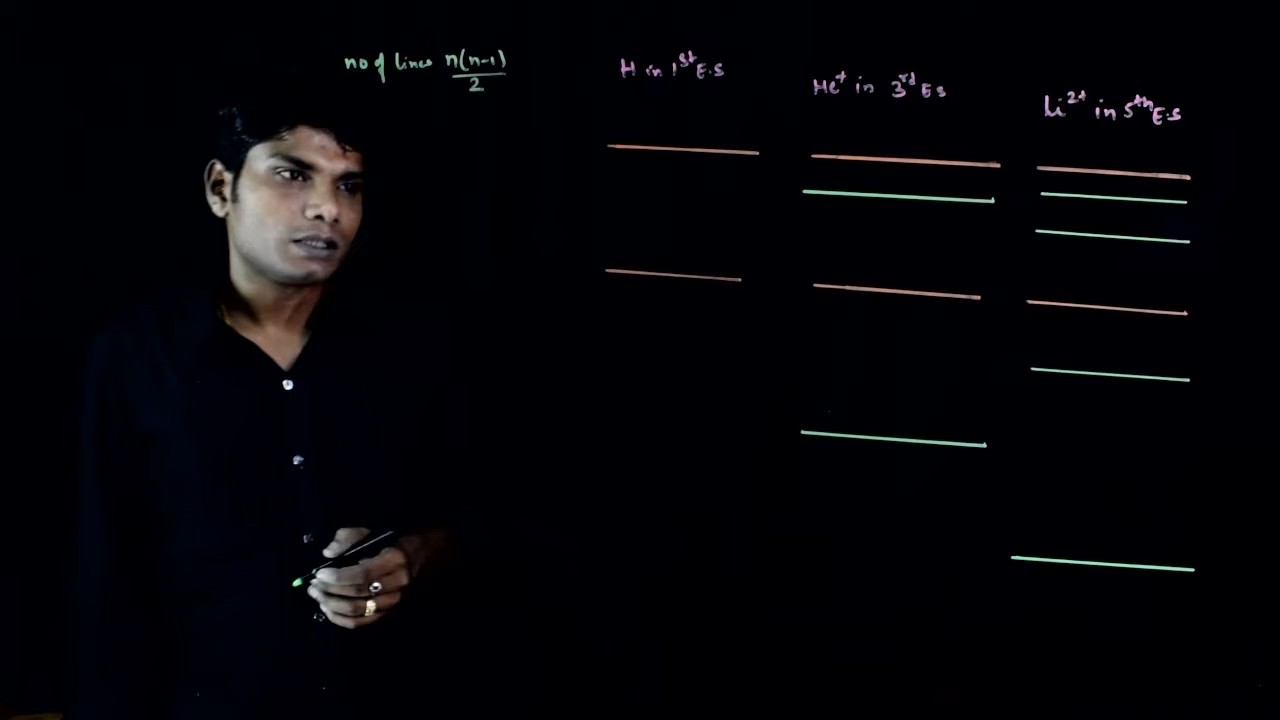 no of lines n(n-1)/2
H in 1st E.S
He+ in 3rd E s
Li2+ in 5th E.S